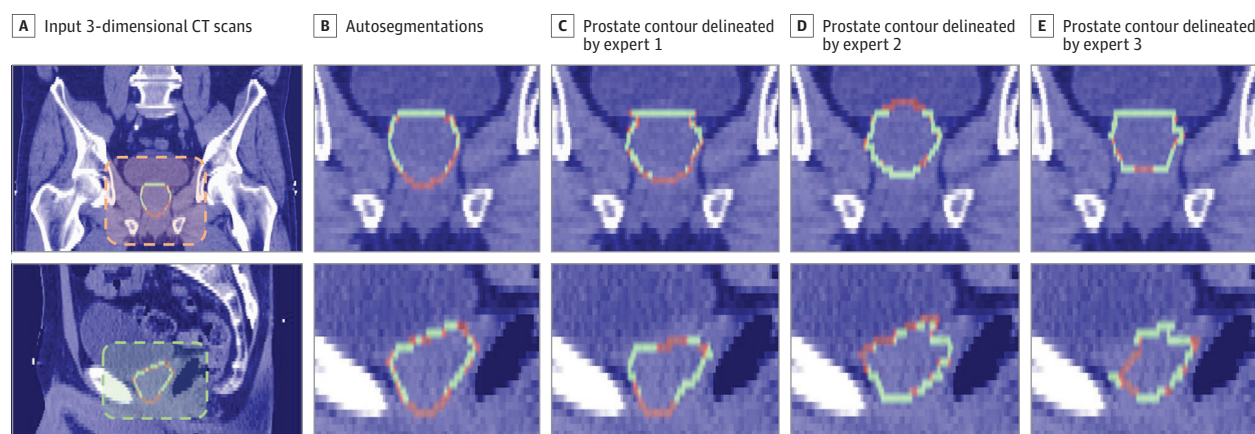 A Input 3-dimensional CT scans
B Autosegmentations
C Prostate contour delineated
by expert 1
D Prostate contour delineated
by expert 2
E Prostate contour delineated
by expert 3